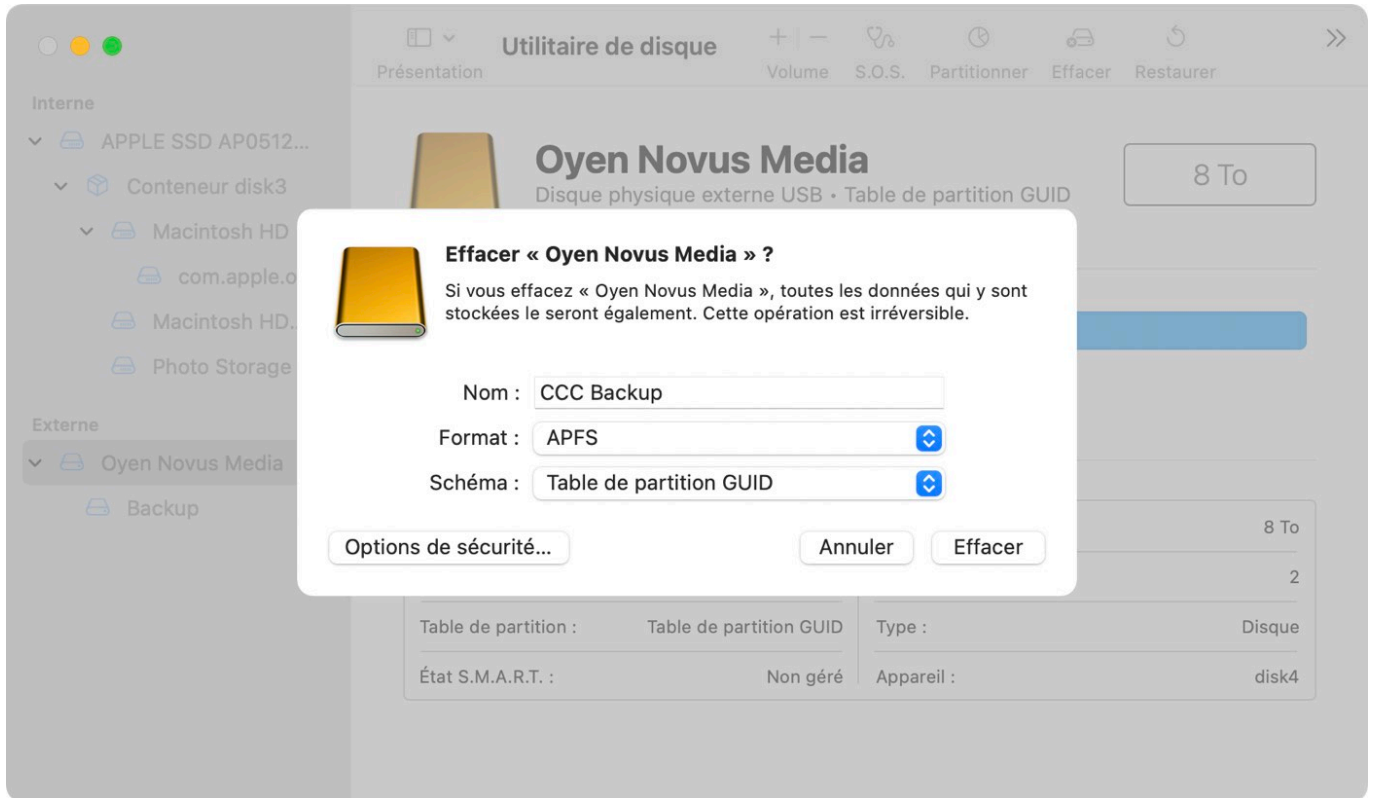 Utilitaire de disque
Présentation
Volume
S.O.S.
Partitionner
Effacer
Restaurer
Interne
APPLE SSD AP0512...
Conteneur disk3
Macintosh HD
com.apple.o
Macintosh HD.
Photo Storage
Externe
Oyen Novus Media
Backup
Oyen Novus Media
Disque physique externe USB • Table de partition GUID
8 To
Effacer « Oyen Novus Media » ?
Si vous effacez « Oyen Novus Media », toutes les données qui y sont
stockées le seront également. Cette opération est irréversible.
Nom : CCC Backup
Format : APFS
Schéma : Table de partition GUID
Options de sécurité...
Annuler
Effacer
8 To
2
Table de partition : Table de partition GUID
Type : Disque
État S.M.A.R.T. : Non géré
Appareil : disk4